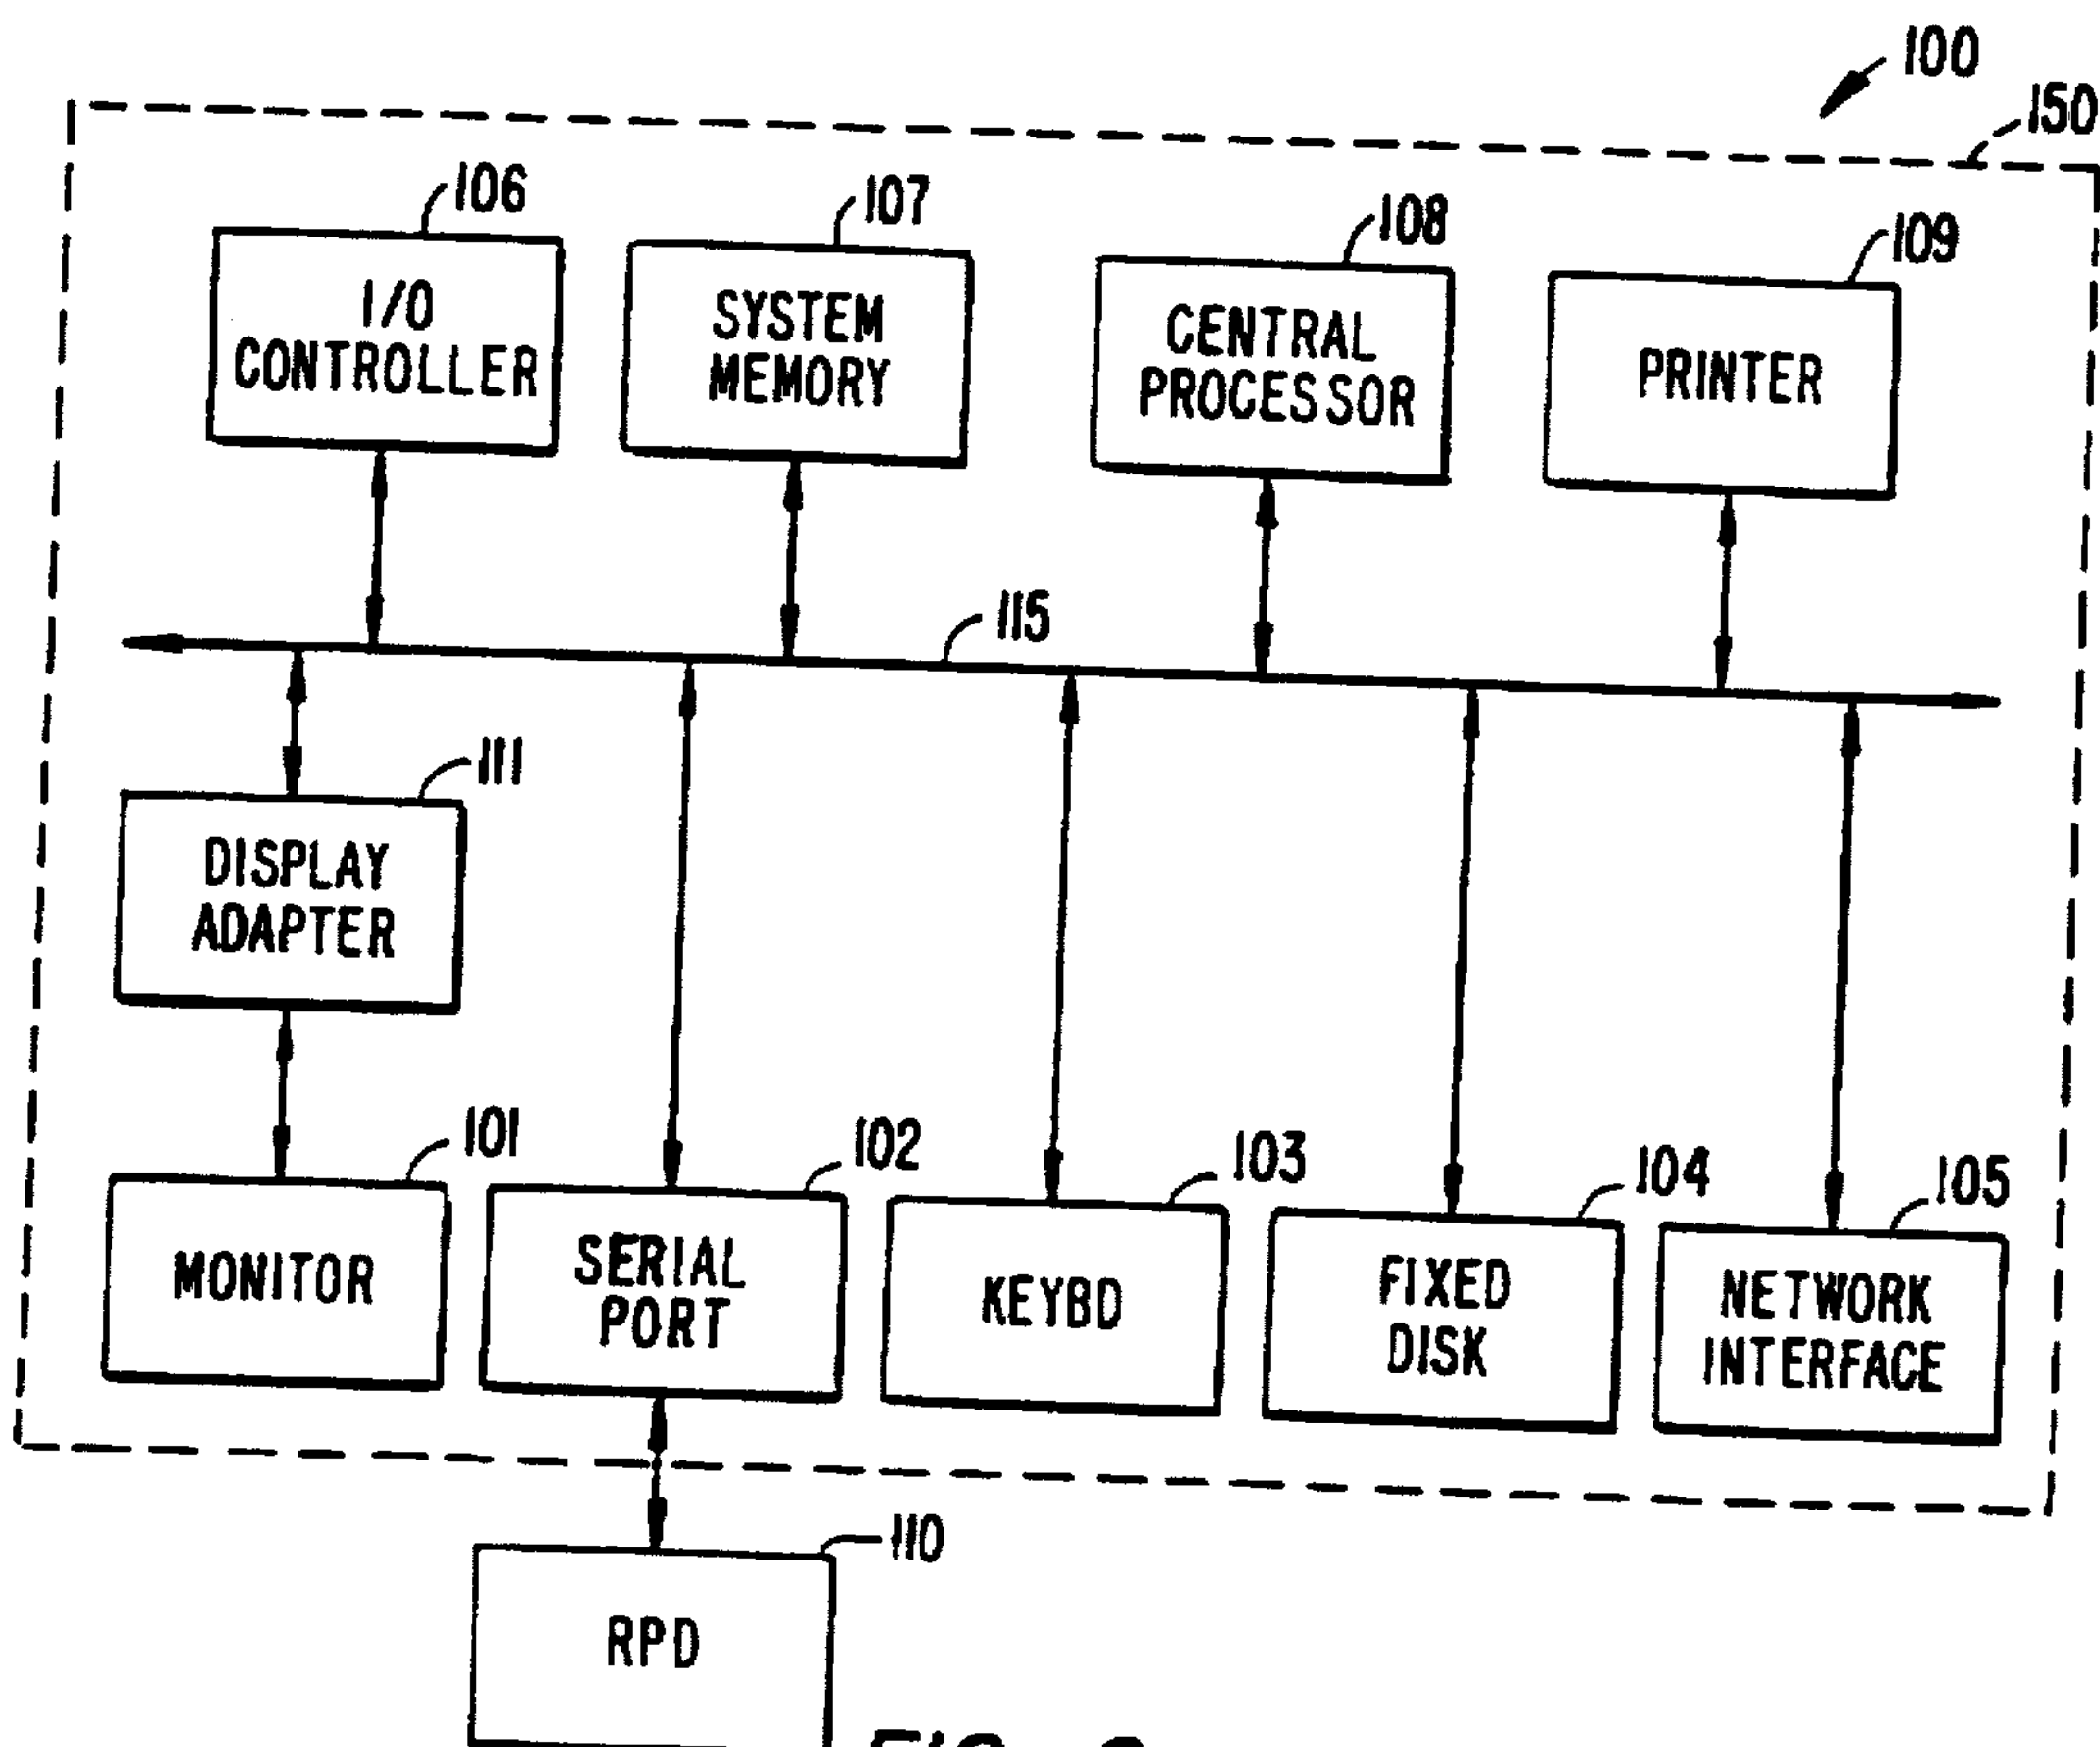 100
150
106
107
108
109
I/O
CONTROLLER
SYSTEM
MEMORY
CENTRAL
PROCESSOR
PRINTER
115
111
DISPLAY
ADAPTER
101
102
103
104
105
MONITOR
SERIAL
PORT
KEYBD
FIXED
DISK
NETWORK
INTERFACE
110
RPD